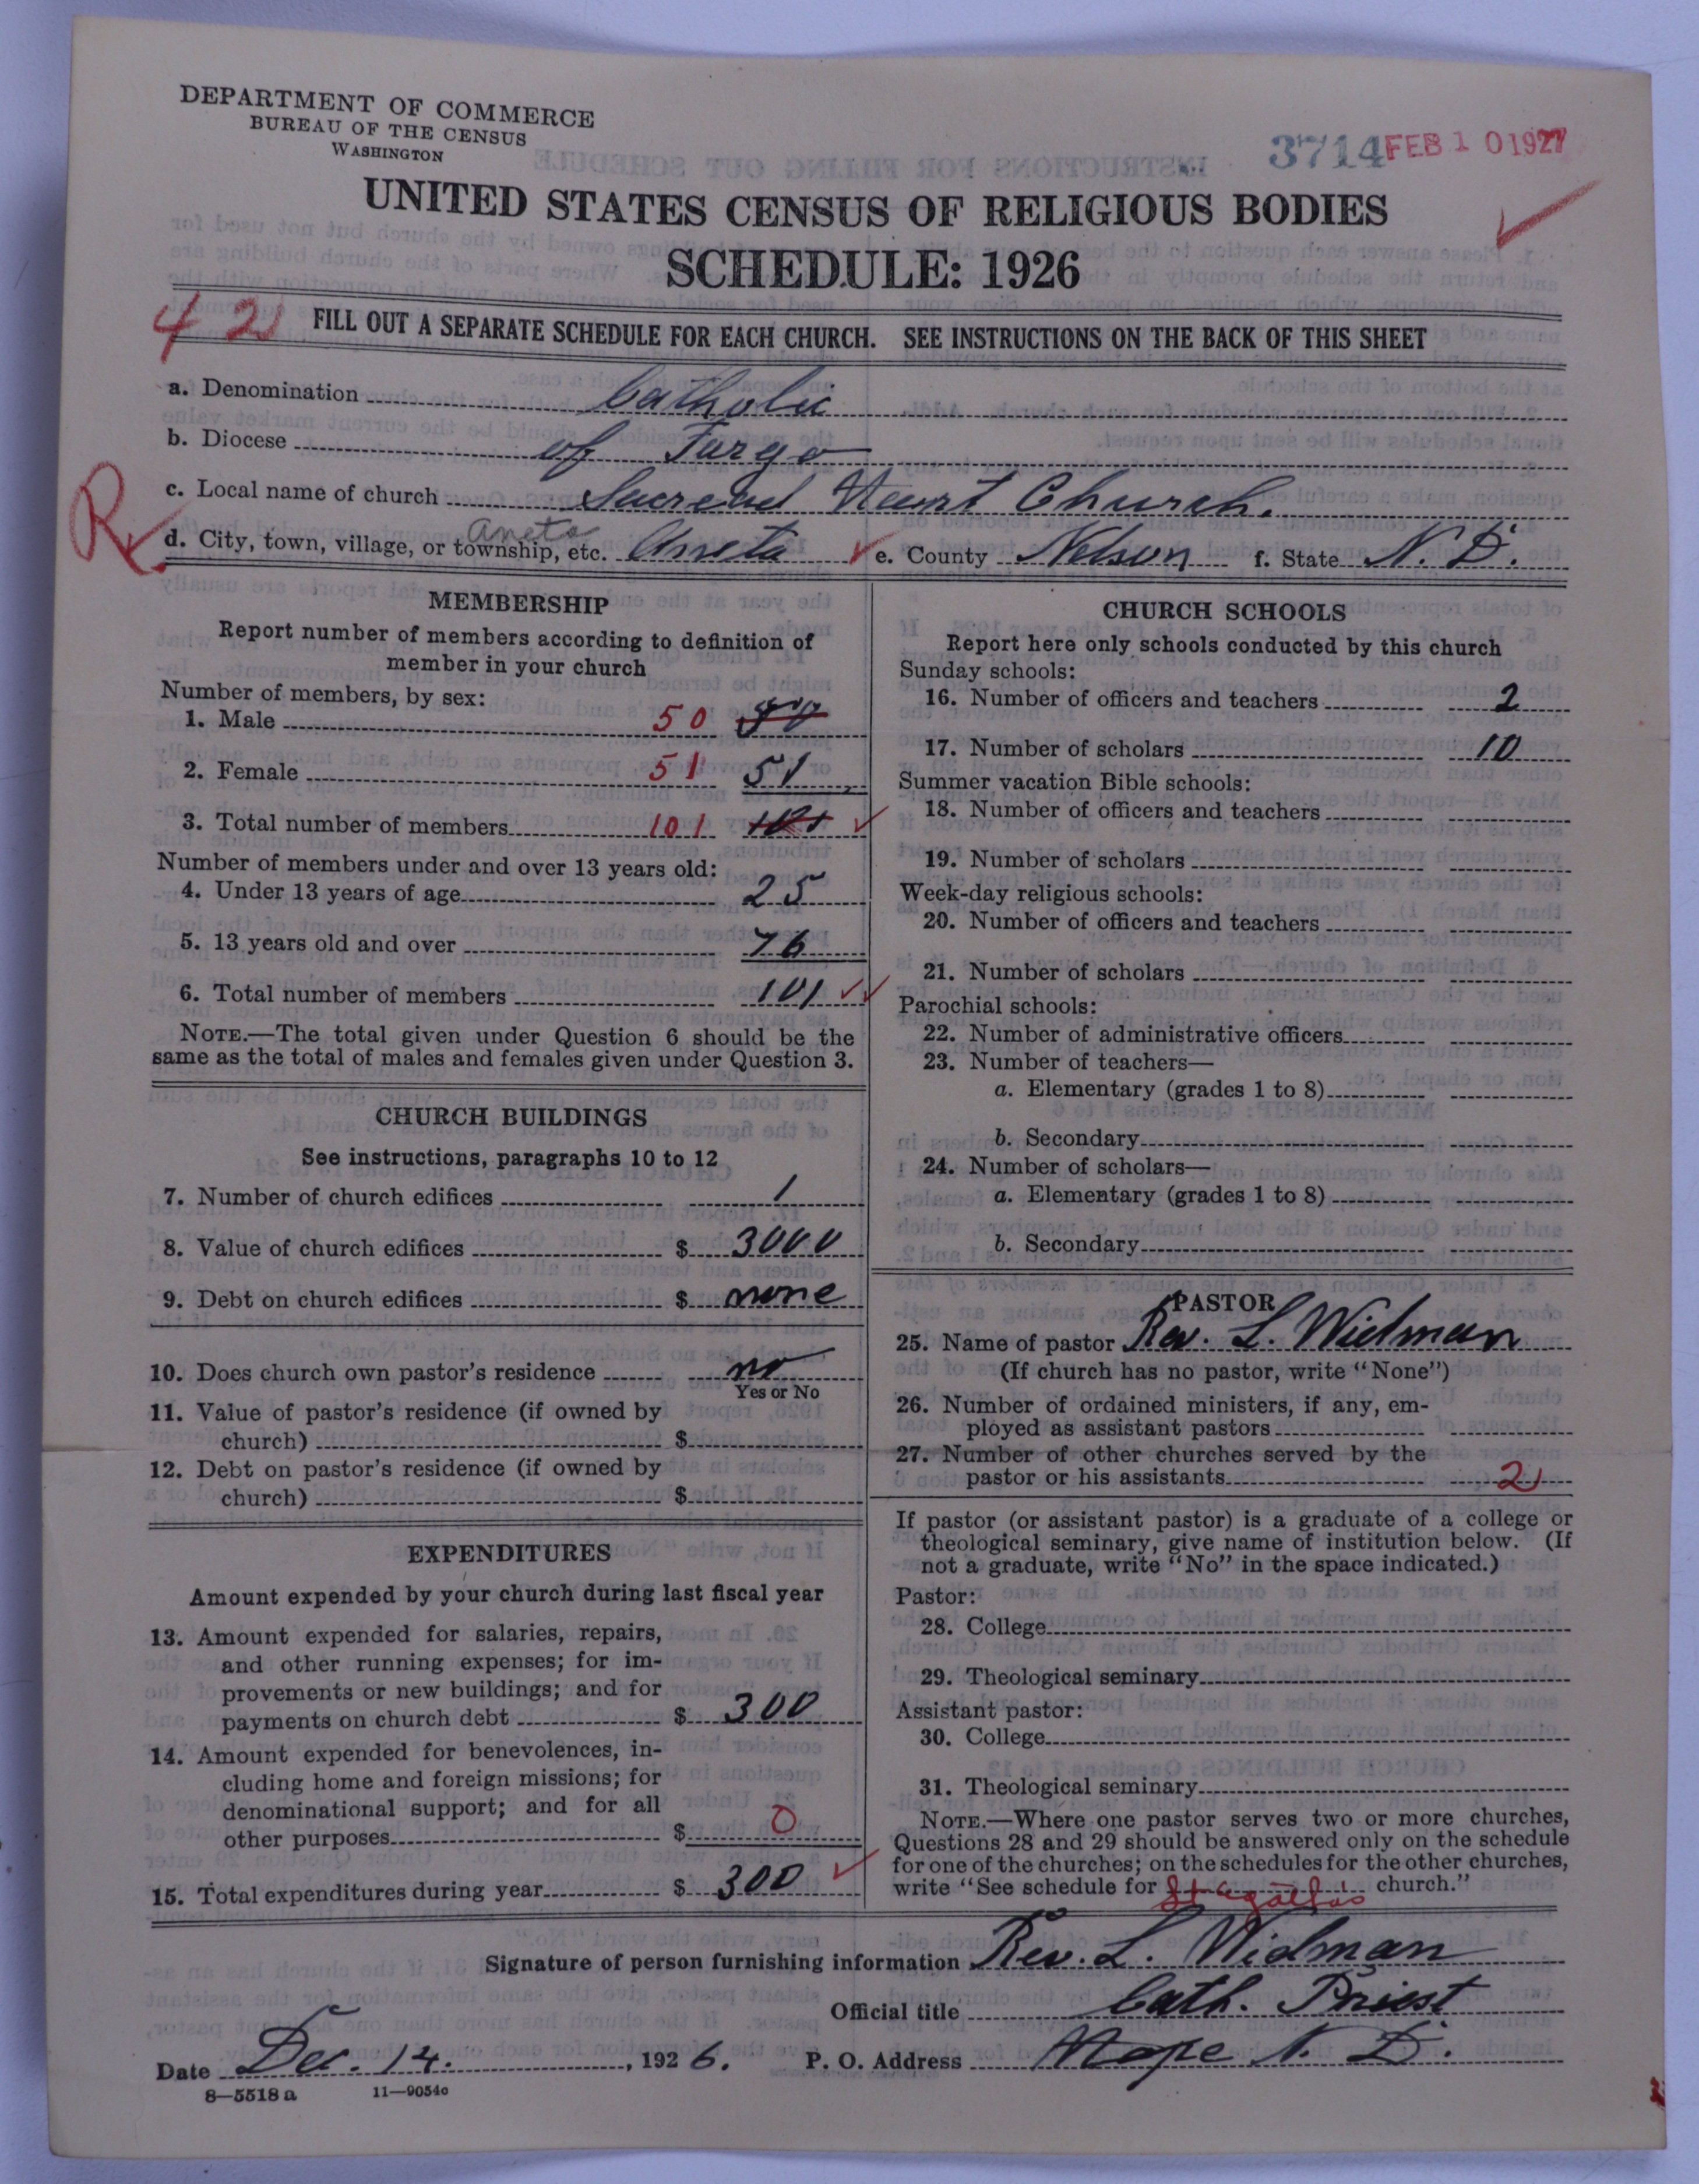 DEPARTMENT OF COMMERCE
BUREAU OF THE CENSUS
WASHINGTON
3714 FEB 10 1927
UNITED STATES CENSUS OF RELIGIOUS BODIES
SCHEDULE: 1926
42
FILL OUT A SEPARATE SCHEDULE FOR EACH CHURCH. SEE INSTRUCTIONS ON THE BACK OF THIS SHEET
a. Denomination Catholic
b. Diocese of Fargo
R
c. Local name of church Sacread Heart Church.
Aneta
d. City, town, village, or township, etc. Aneta e. County Nelson f. State N. D.
MEMBERSHIP
Report number of members according to definition of
member in your church
Number of members, by sex:
1. Male 50
2. Female 51 51
3. Total number of members 101 101
Number of members under and over 13 years old:
4. Under 13 years of age 25
5. 13 years old and over 76
6. Total number of members 101
NOTE.—The total given under Question 6 should be the
same as the total of males and females given under Question 3.
CHURCH BUILDINGS
See instructions, paragraphs 10 to 12
7. Number of church edifices 1
8. Value of church edifices $ 3000
9. Debt on church edifices $ none
10. Does church own pastor's residence no
Yes or No
11. Value of pastor's residence (if owned by
church) $
12. Debt on pastor's residence (if owned by
church) $
EXPENDITURES
Amount expended by your church during last fiscal year
13. Amount expended for salaries, repairs,
and other running expenses; for im-
provements or new buildings; and for
payments on church debt $ 300
14. Amount expended for benevolences, in-
cluding home and foreign missions; for
denominational support; and for all
other purposes $ 0
15. Total expenditures during year $ 300
CHURCH SCHOOLS
Report here only schools conducted by this church
Sunday schools:
16. Number of officers and teachers 2
17. Number of scholars 10
Summer vacation Bible schools:
18. Number of officers and teachers
19. Number of scholars
Week-day religious schools:
20. Number of officers and teachers
21. Number of scholars
Parochial schools:
22. Number of administrative officers
23. Number of teachers—
a. Elementary (grades 1 to 8)
b. Secondary
24. Number of scholars—
a. Elementary (grades 1 to 8)
b. Secondary
PASTOR
25. Name of pastor Rev. L. Widman
(If church has no pastor, write "None")
26. Number of ordained ministers, if any, em-
ployed as assistant pastors
27. Number of other churches served by the
pastor or his assistants 2
If pastor (or assistant pastor) is a graduate of a college or
theological seminary, give name of institution below. (If
not a graduate, write "No" in the space indicated.)
Pastor:
28. College
29. Theological seminary
Assistant pastor:
30. College
31. Theological seminary
NOTE.—Where one pastor serves two or more churches,
Questions 28 and 29 should be answered only on the schedule
for one of the churches; on the schedules for the other churches,
write "See schedule for St Agatha's church."
Signature of person furnishing information Rev. L. Widman
Official title Cath. Priest
Date Dec. 14. , 1926. P. O. Address Hope N. D.
8—5518 a 11—9054c